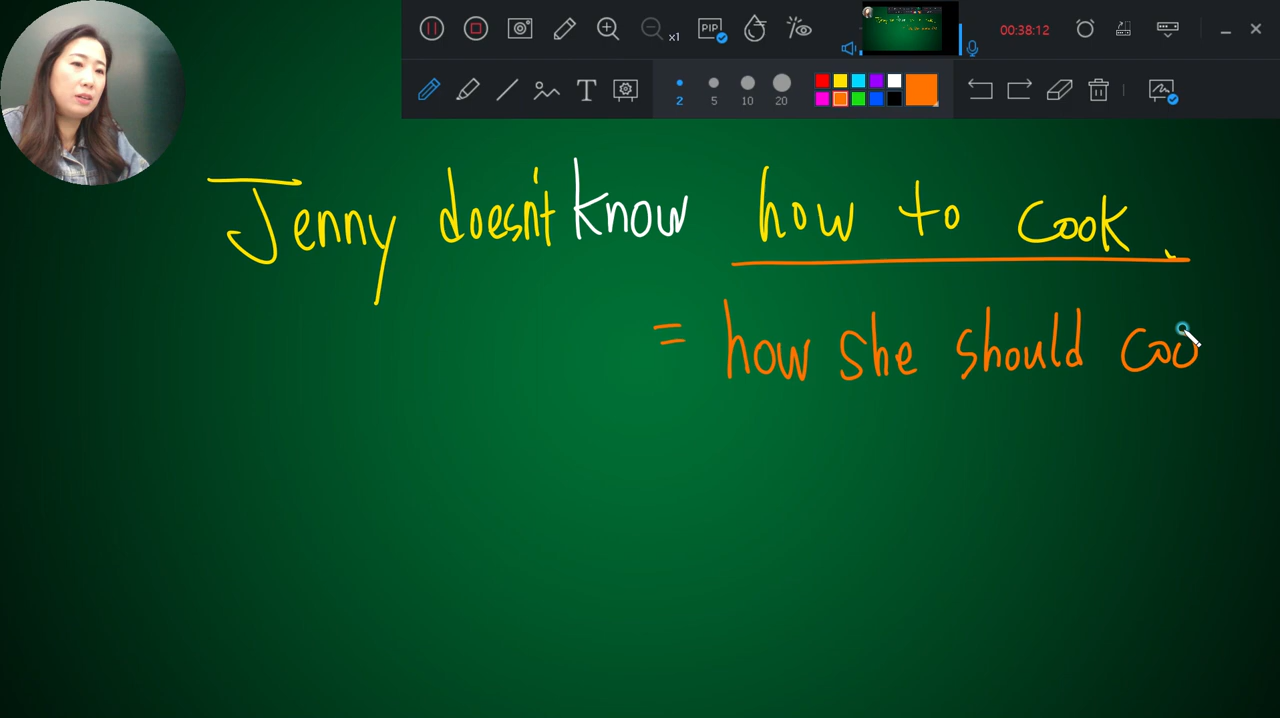 PIP
x1
00:38:12
T
2 5 10 20
Jenny doesn't know how to cook.
= how she should coo